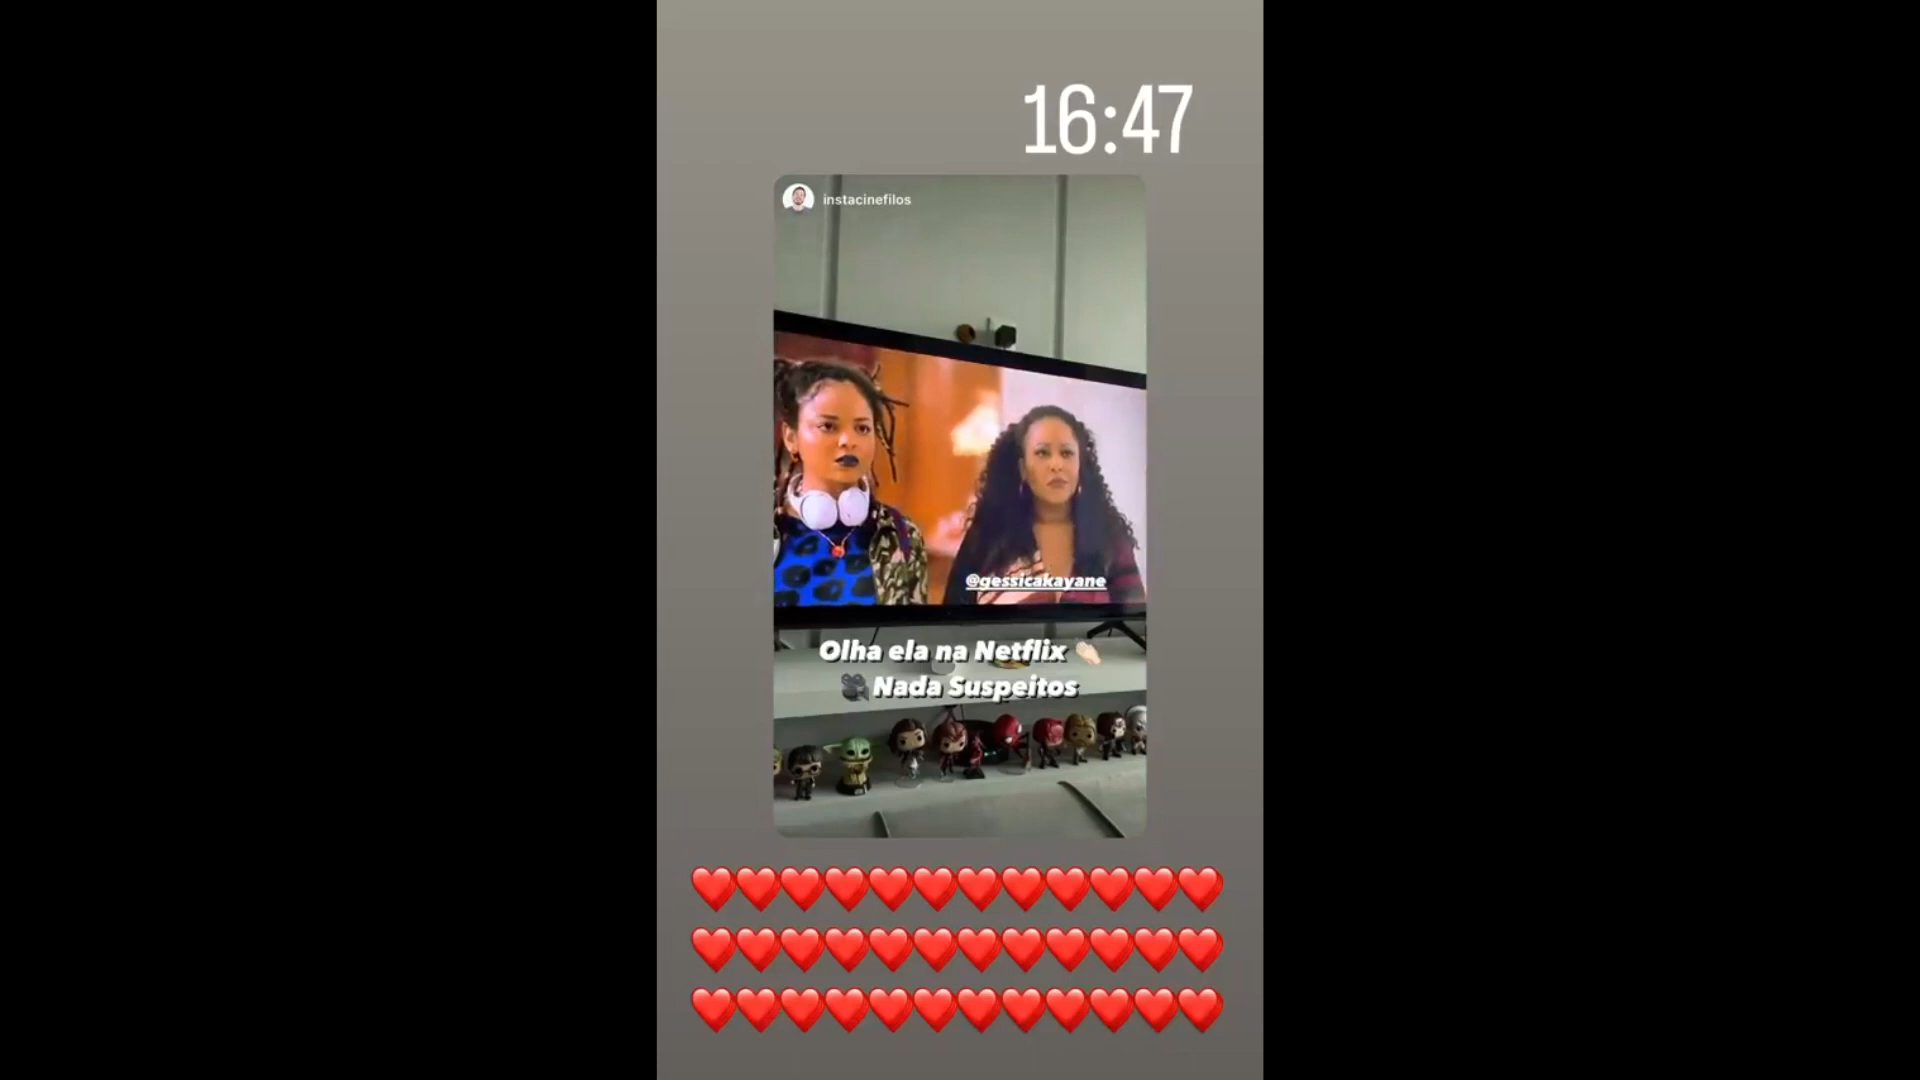 16:47
instacinefilos
@gessicakayane
Olha ela na Netflix 👏🏻
🎥 Nada Suspeitos